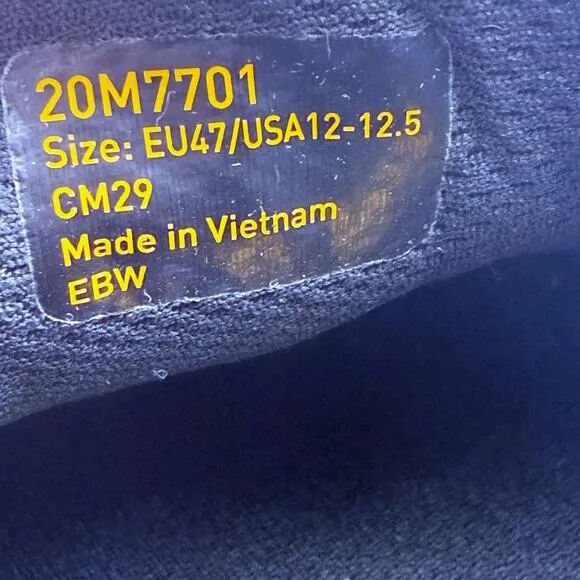 20M7701
Size: EU47/USA12-12.5
CM29
Made in Vietnam
EBW